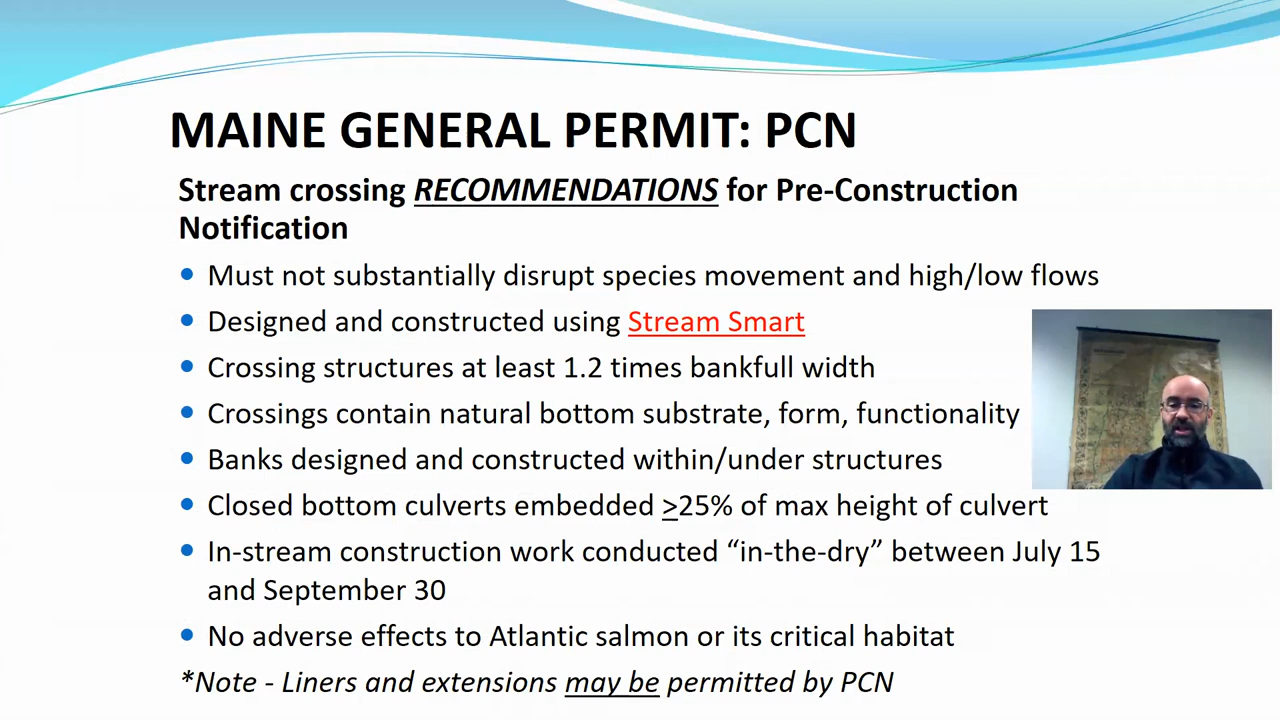 MAINE GENERAL PERMIT: PCN
Stream crossing RECOMMENDATIONS for Pre-Construction
Notification
• Must not substantially disrupt species movement and high/low flows
• Designed and constructed using Stream Smart
• Crossing structures at least 1.2 times bankfull width
• Crossings contain natural bottom substrate, form, functionality
• Banks designed and constructed within/under structures
• Closed bottom culverts embedded ≥25% of max height of culvert
• In-stream construction work conducted “in-the-dry” between July 15
and September 30
• No adverse effects to Atlantic salmon or its critical habitat
*Note - Liners and extensions may be permitted by PCN